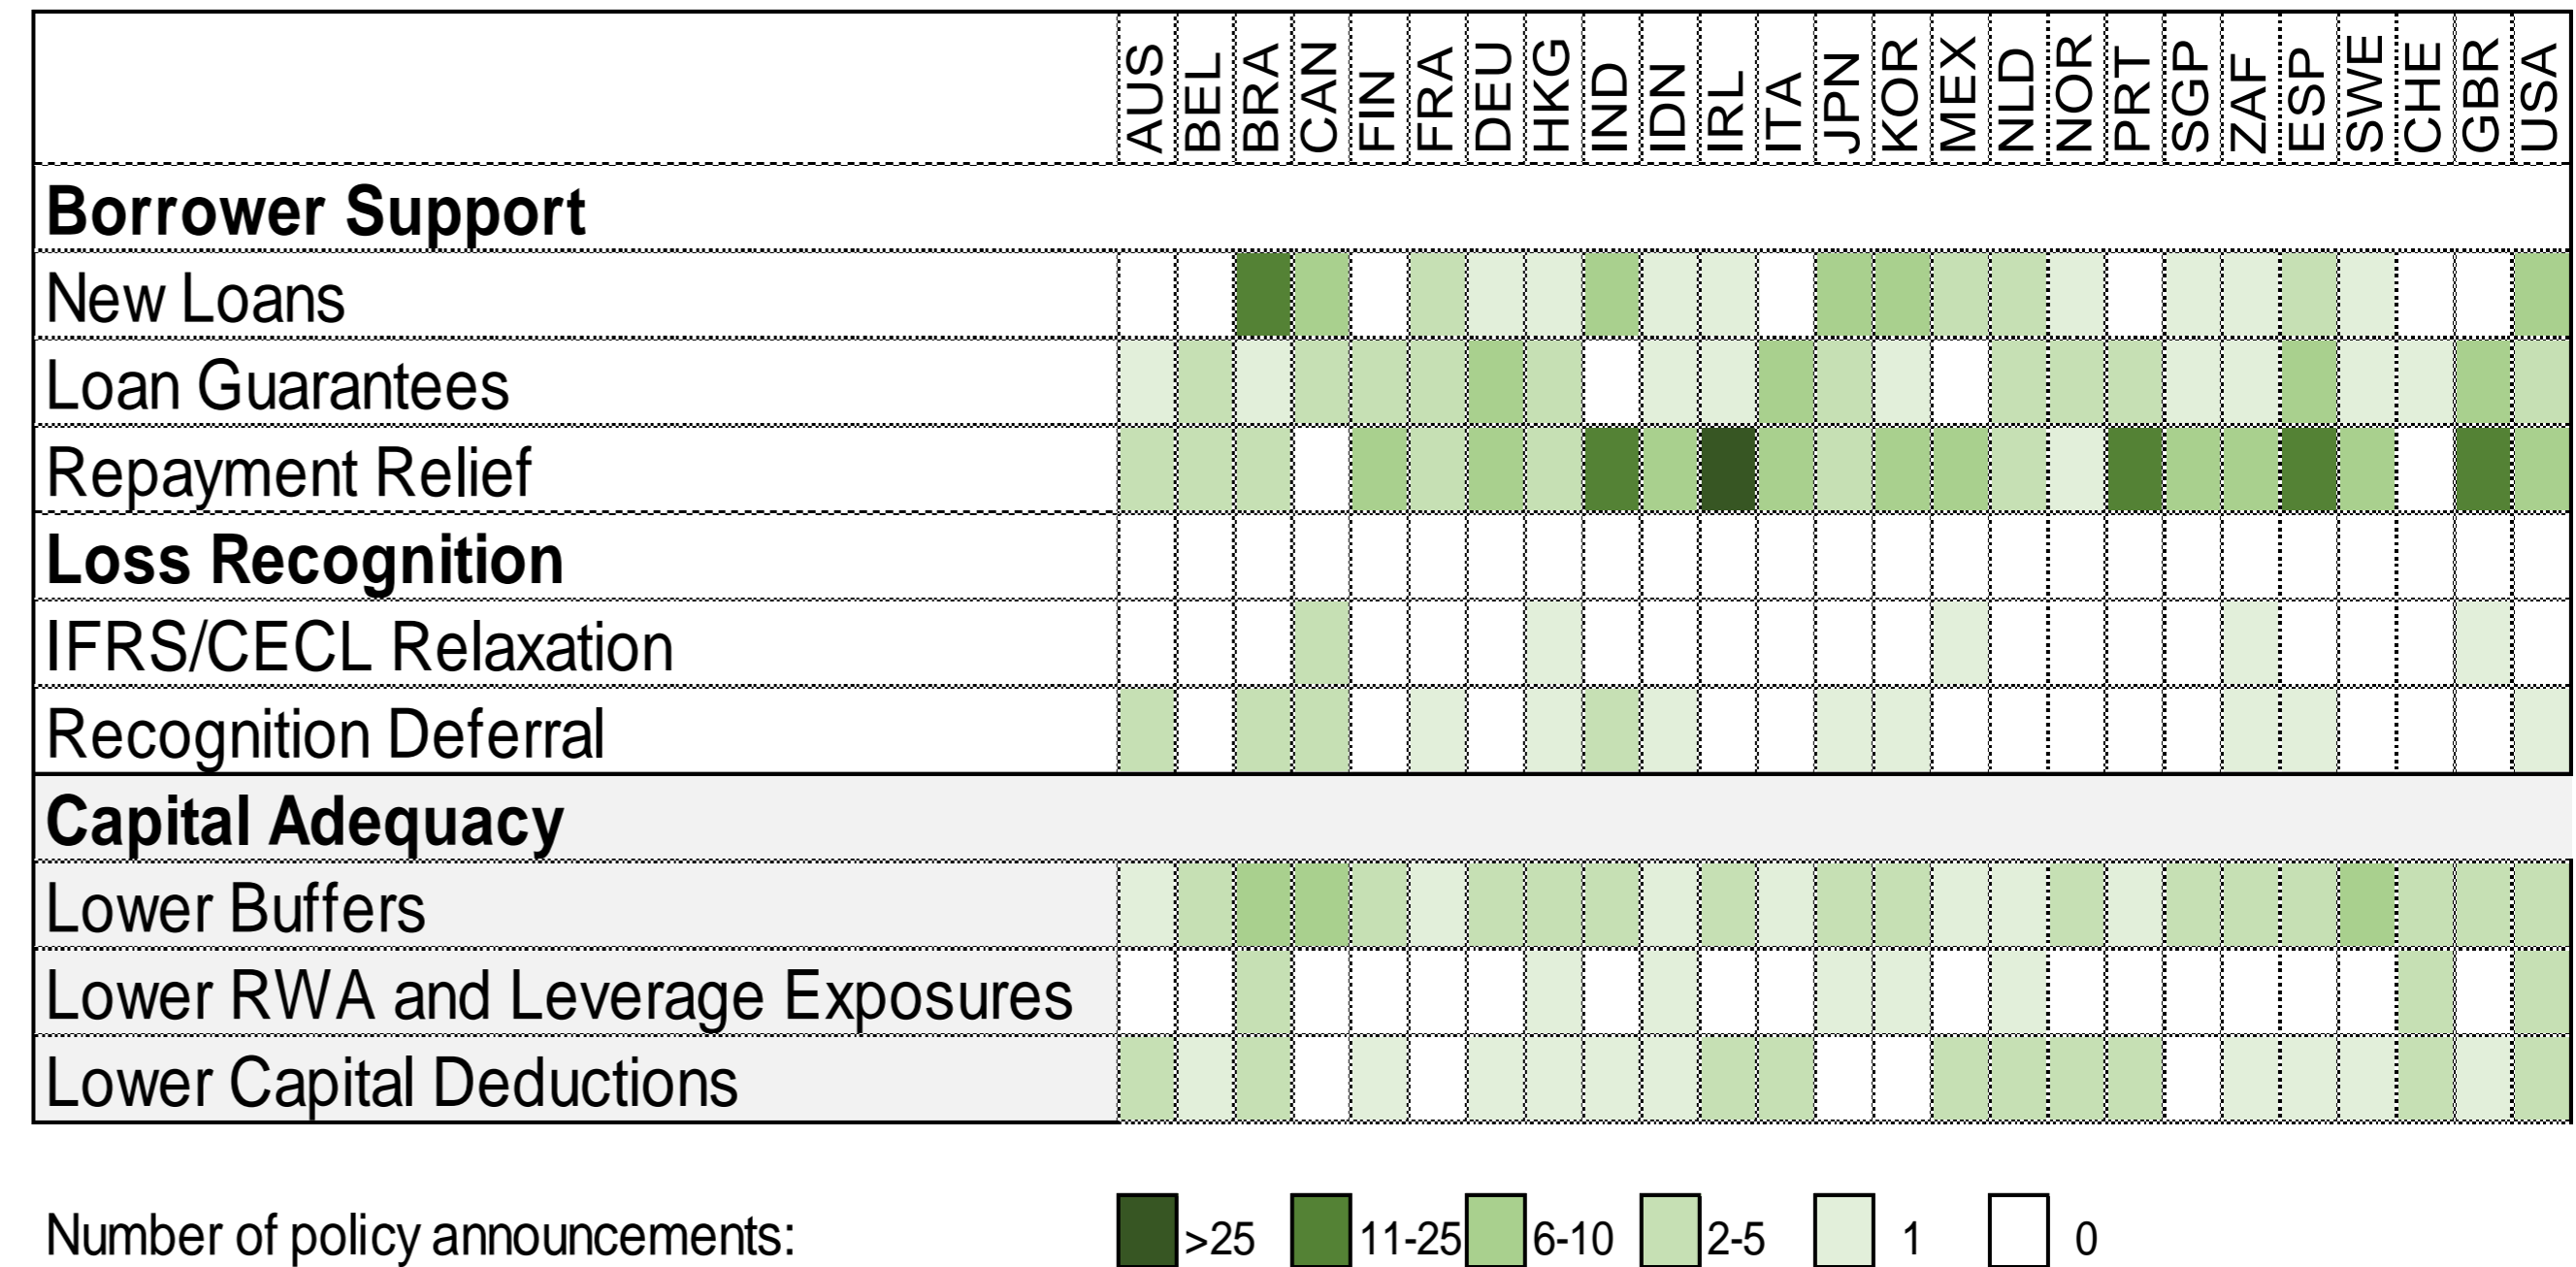 AUS BEL BRA CAN FIN FRA DEU HKG IND IDN IRL ITA JPN KOR MEX NLD NOR PRT SGP ZAF ESP SWE CHE GBR USA
Borrower Support
New Loans
Loan Guarantees
Repayment Relief
Loss Recognition
IFRS/CECL Relaxation
Recognition Deferral
Capital Adequacy
Lower Buffers
Lower RWA and Leverage Exposures
Lower Capital Deductions
Number of policy announcements: >25 11-25 6-10 2-5 1 0